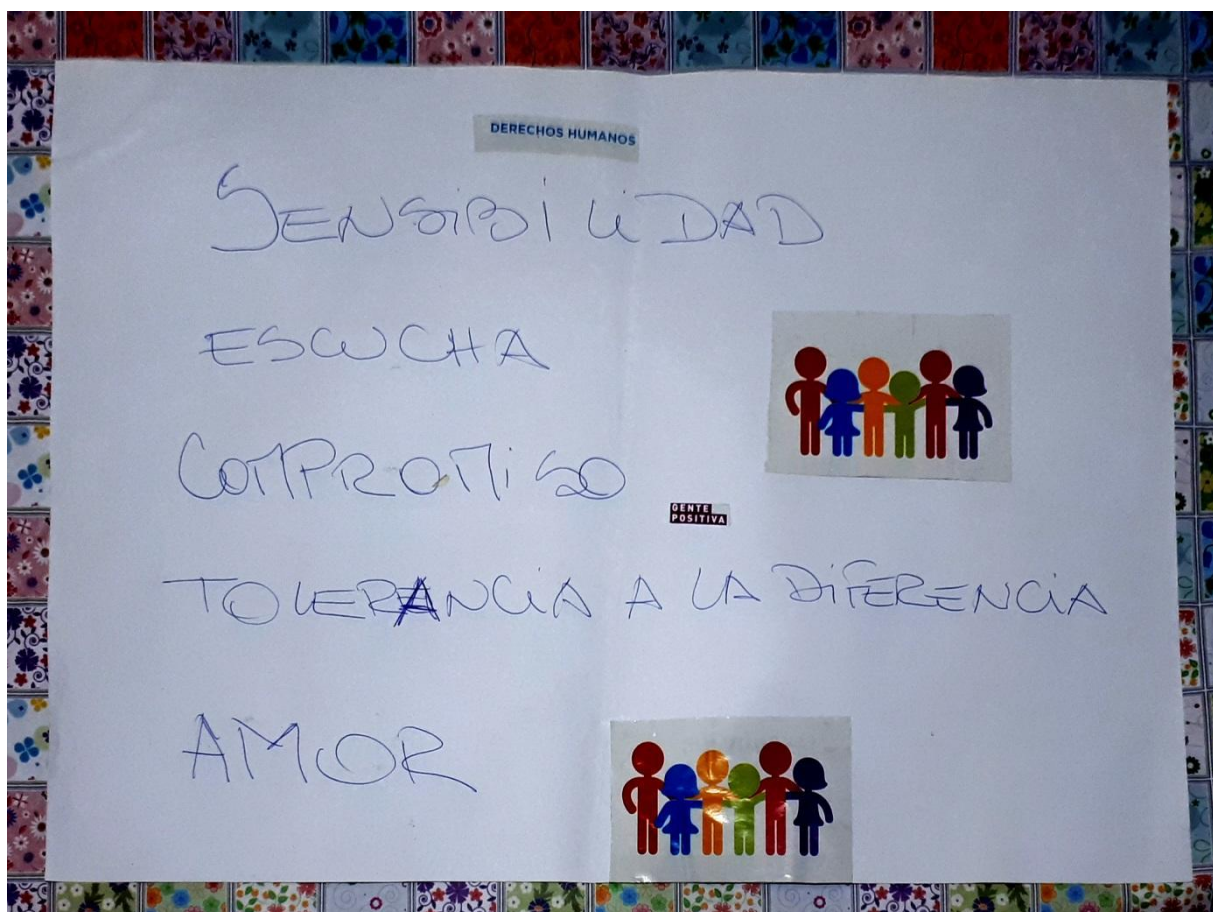 DERECHOS HUMANOS
SENSIBILIDAD
ESCUCHA
COMPROMISO
GENTE
POSITIVA
TOLERANCIA A LA DIFERENCIA
AMOR